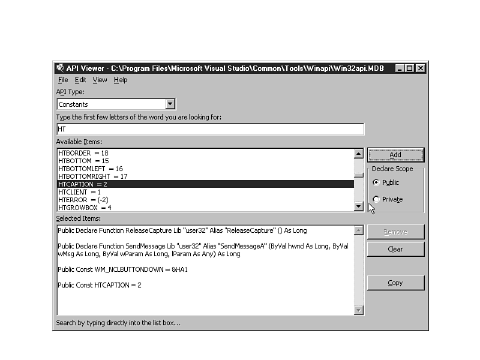 API Viewer - C:\Program Files\Microsoft Visual Studio\Common\Tools\Winapi\Win32api.MDB
File Edit View Help
API Type:
Constants
Type the first few letters of the word you are looking for:
HT
Available Items:
HTBORDER = 18
HTBOTTOM = 15
HTBOTTOMLEFT = 16
HTBOTTOMRIGHT = 17
HTCAPTION = 2
HTCLIENT = 1
HTERROR = (-2)
HTGROWBOX = 4
Add
Declare Scope
Public
Private
Selected Items:
Public Declare Function ReleaseCapture Lib "user32" Alias "ReleaseCapture" () As Long
Public Declare Function SendMessage Lib "user32" Alias "SendMessageA" (ByVal hwnd As Long, ByVal
wMsg As Long, ByVal wParam As Long, lParam As Any) As Long
Public Const WM_NCLBUTTONDOWN = &HA1
Public Const HTCAPTION = 2
Remove
Clear
Copy
Search by typing directly into the list box...